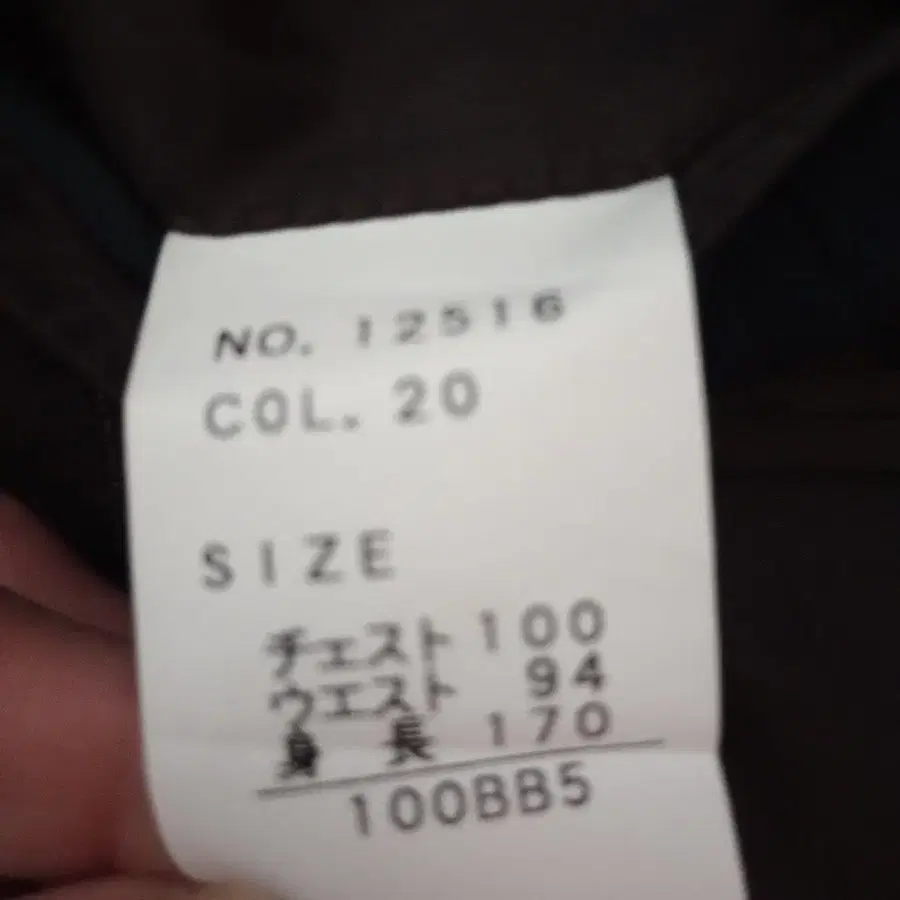 NO. 12516
COL. 20
SIZE
チェスト 100
ウエスト 94
身 長 170
100BB5